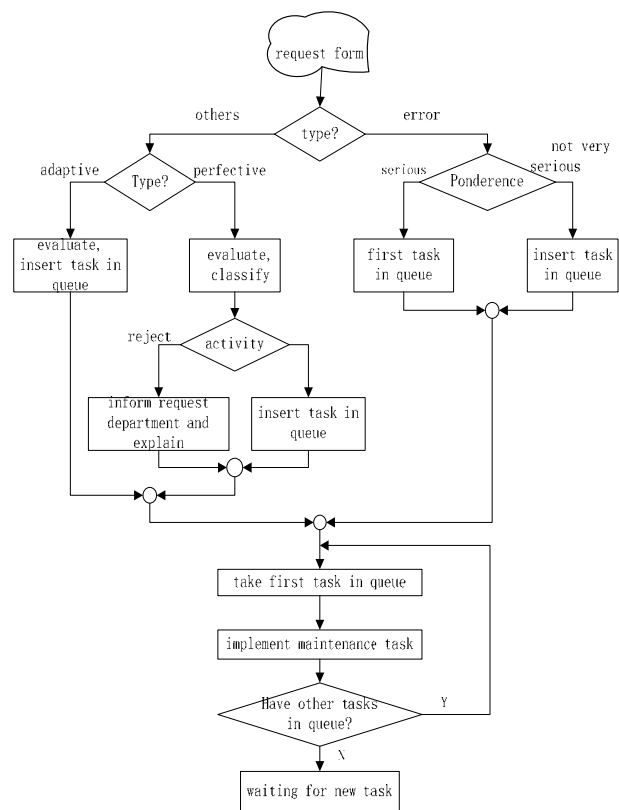 request form
type?
others
error
adaptive
Type?
perfective
serious
Ponderence
not very
serious
evaluate,
insert task in
queue
evaluate,
classify
first task
in queue
insert task
in queue
reject
activity
inform request
department and
explain
insert task in
queue
take first task in queue
implement maintenance task
Have other tasks
in queue?
Y
X
waiting for new task